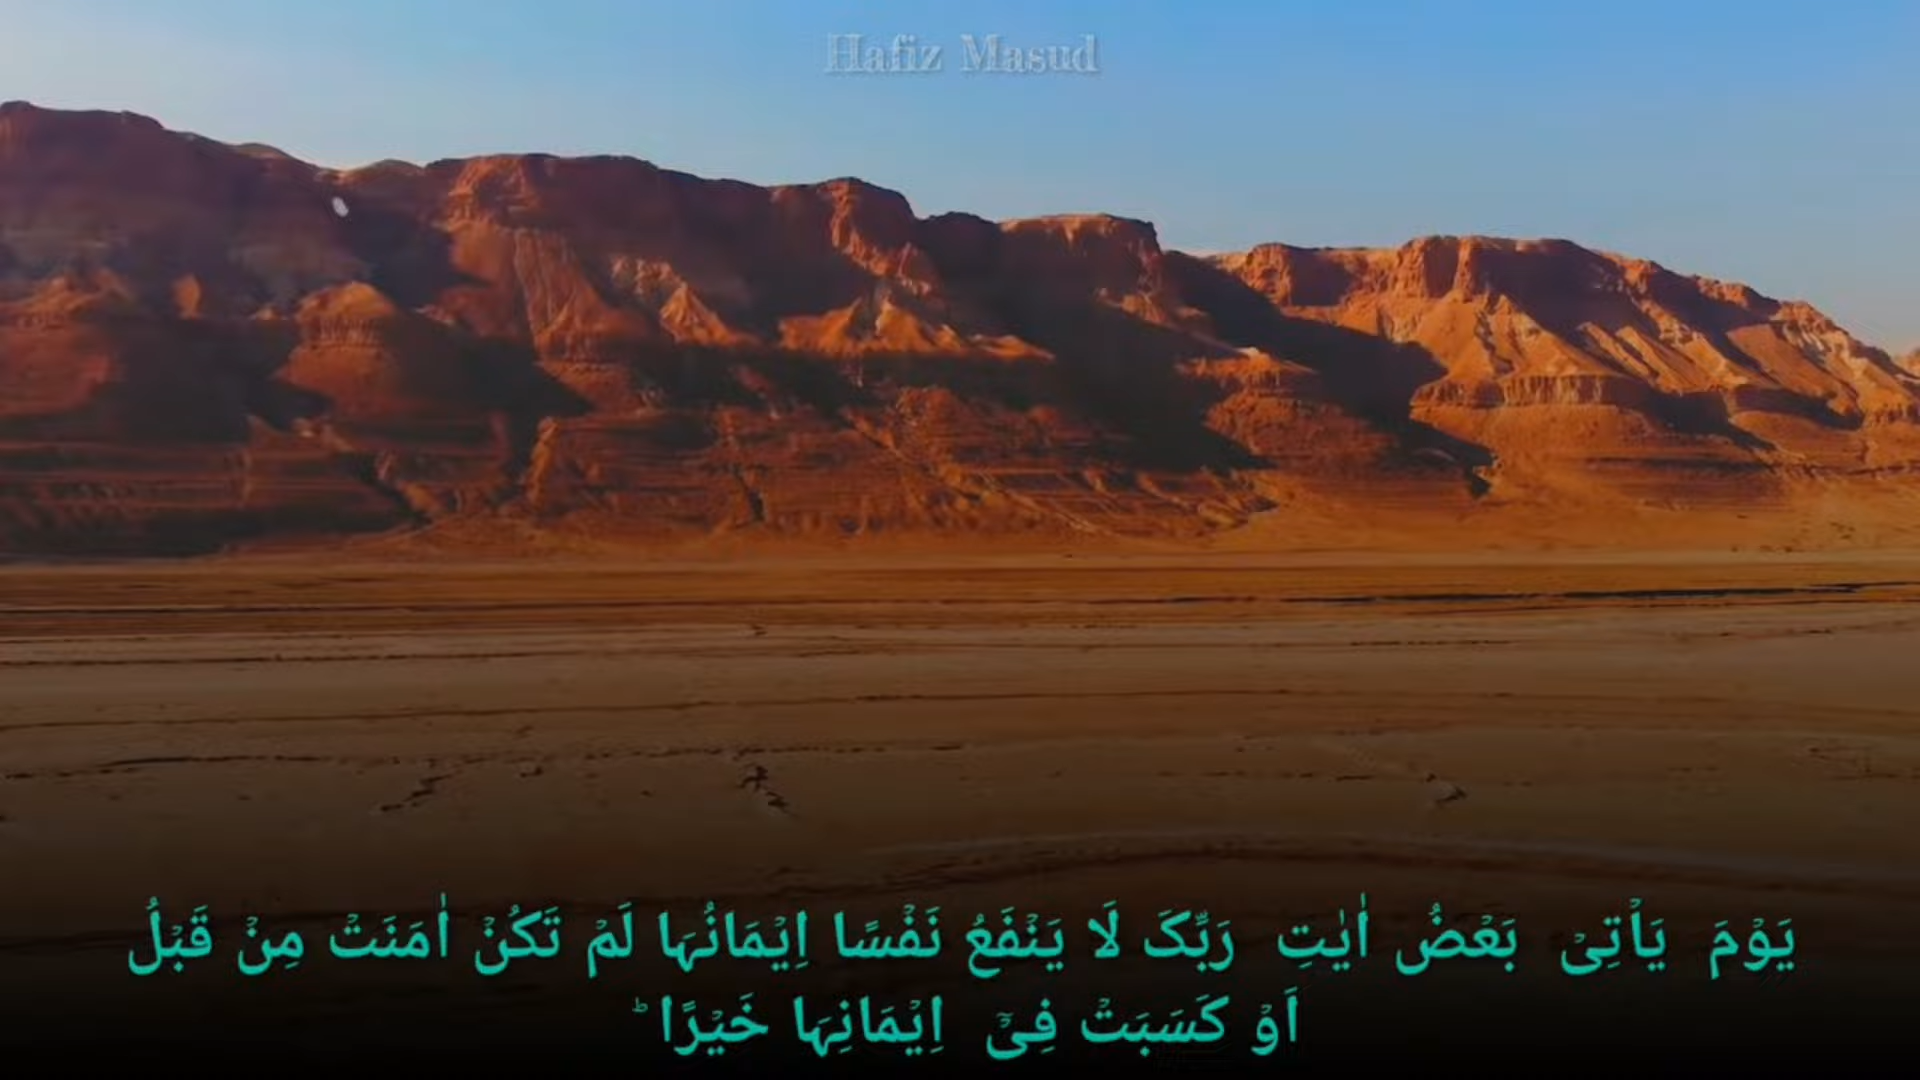 Hafiz Masud
یَوۡمَ یَاۡتِیۡ بَعۡضُ اٰیٰتِ رَبِّکَ لَا یَنۡفَعُ نَفۡسًا اِیۡمَانُہَا لَمۡ تَکُنۡ اٰمَنَتۡ مِنۡ قَبۡلُ
اَوۡ کَسَبَتۡ فِیۡۤ اِیۡمَانِہَا خَیۡرًا ؕ